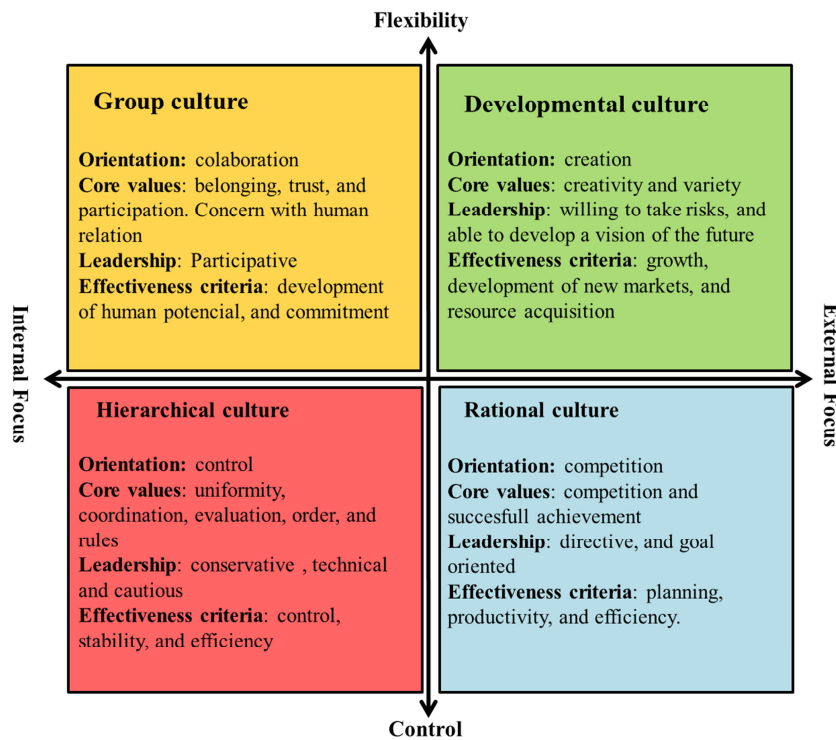 Flexibility
Group culture
Orientation: colaboration
Core values: belonging, trust, and
participation. Concern with human
relation
Leadership: Participative
Effectiveness criteria: development
of human potencial, and commitment
Developmental culture
Orientation: creation
Core values: creativity and variety
Leadership: willing to take risks, and
able to develop a vision of the future
Effectiveness criteria: growth,
development of new markets, and
resource acquisition
Internal Focus
External Focus
Hierarchical culture
Orientation: control
Core values: uniformity,
coordination, evaluation, order, and
rules
Leadership: conservative , technical
and cautious
Effectiveness criteria: control,
stability, and efficiency
Rational culture
Orientation: competition
Core values: competition and
succesfull achievement
Leadership: directive, and goal
oriented
Effectiveness criteria: planning,
productivity, and efficiency.
Control